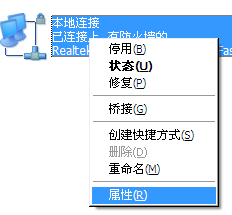 本地连接
已连接上, 有防火墙的
Realtek
Fas
停用(B)
状态(U)
修复(P)
桥接(G)
创建快捷方式(S)
删除(D)
重命名(M)
属性(R)